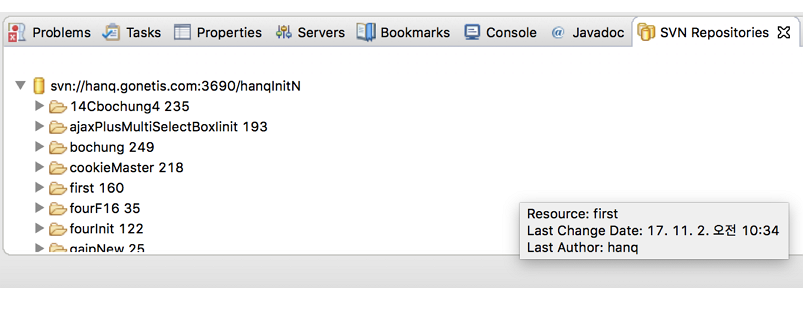 Problems Tasks Properties Servers Bookmarks Console @ Javadoc SVN Repositories
svn://hanq.gonetis.com:3690/hanqInitN
14Cbochung4 235
ajaxPlusMultiSelectBoxIinit 193
bochung 249
cookieMaster 218
first 160
fourF16 35
fourInit 122
gaipNew 25
Resource: first
Last Change Date: 17. 11. 2. 오전 10:34
Last Author: hanq